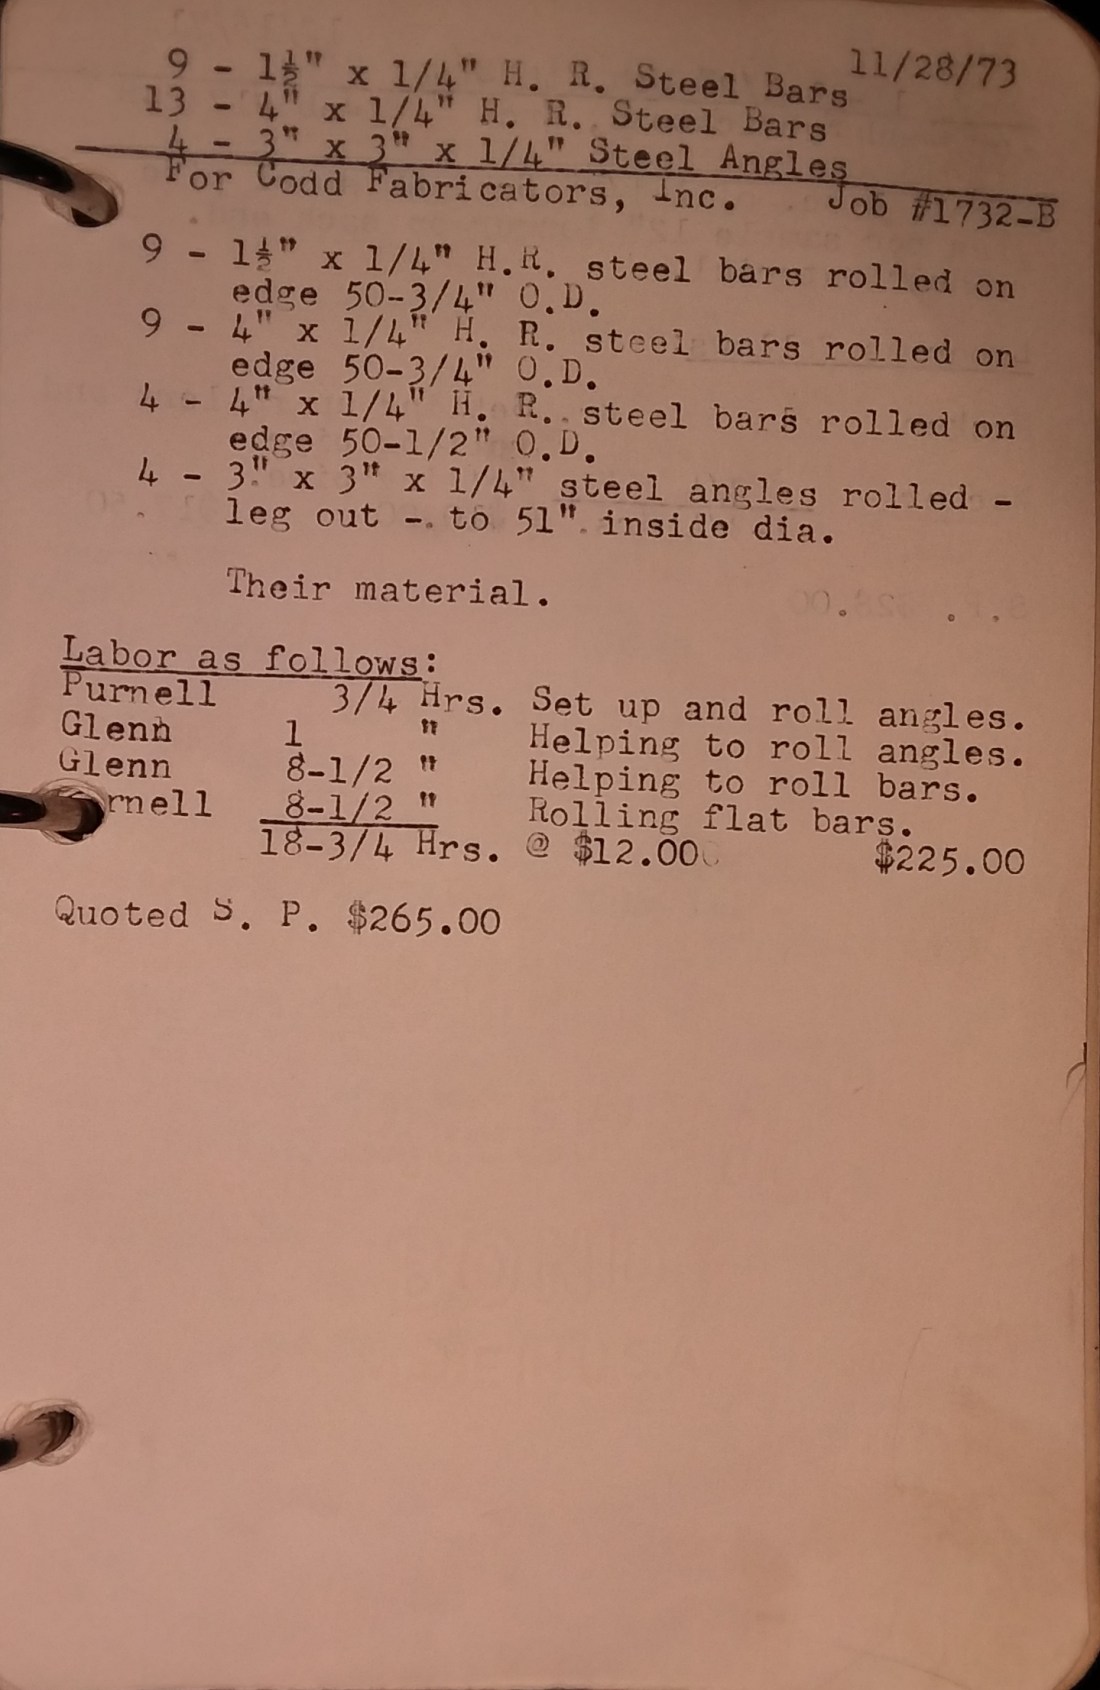 11/28/73
9 - 1½" x 1/4" H. R. Steel Bars
13 - 4" x 1/4" H. R. Steel Bars
4 - 3" x 3" x 1/4" Steel Angles
For Codd Fabricators, Inc. Job #1732-B
9 - 1½" x 1/4" H.R. steel bars rolled on
edge 50-3/4" O.D.
9 - 4" x 1/4" H. R. steel bars rolled on
edge 50-3/4" O.D.
4 - 4" x 1/4" H. R. steel bars rolled on
edge 50-1/2" O.D.
4 - 3" x 3" x 1/4" steel angles rolled -
leg out - to 51" inside dia.
Their material.
Labor as follows:
Purnell 3/4 Hrs. Set up and roll angles.
Glenn 1 " Helping to roll angles.
Glenn 8-1/2 " Helping to roll bars.
rnell 8-1/2 " Rolling flat bars.
18-3/4 Hrs. @ $12.00 $225.00
Quoted S. P. $265.00